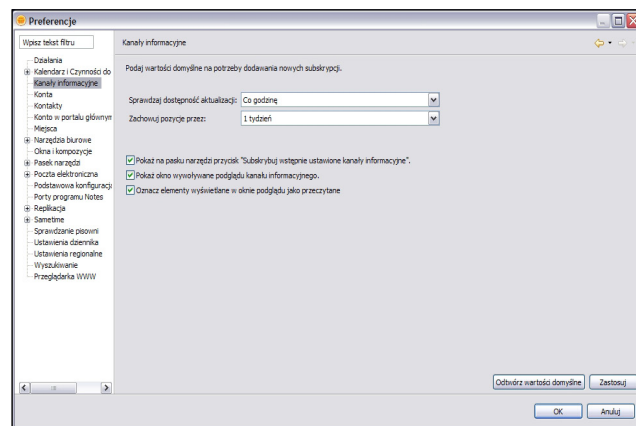 Preferencje
Wpisz tekst filtru
Kanały informacyjne
Działania
Kalendarz i Czynności do
Kanały informacyjne
Konta
Kontakty
Konto w portalu głównym
Miejsca
Narzędzia biurowe
Okna i kompozycje
Pasek narzędzi
Poczta elektroniczna
Podstawowa konfiguracja
Porty programu Notes
Replikacja
Sametime
Sprawdzanie pisowni
Ustawienia dziennika
Ustawienia regionalne
Wyszukiwanie
Przeglądarka WWW
Podaj wartości domyślne na potrzeby dodawania nowych subskrypcji.
Sprawdzaj dostępność aktualizacji: Co godzinę
Zachowuj pozycje przez: 1 tydzień
Pokaż na pasku narzędzi przycisk "Subskrybuj wstępnie ustawione kanały informacyjne".
Pokaż okno wywoływane podglądu kanału informacyjnego.
Oznacz elementy wyświetlane w oknie podglądu jako przeczytane
Odtwórz wartości domyślne Zastosuj
OK Anuluj